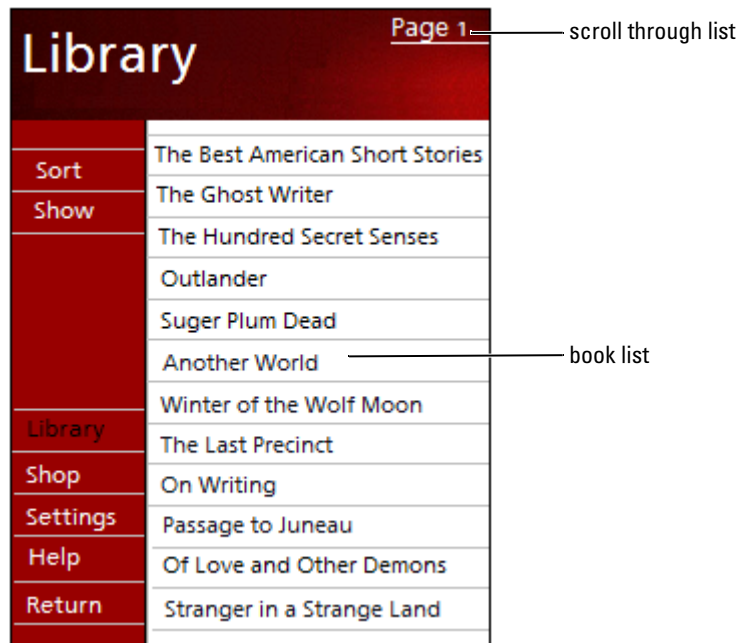 Page 1
scroll through list
Library
Sort
Show
Library
Shop
Settings
Help
Return
The Best American Short Stories
The Ghost Writer
The Hundred Secret Senses
Outlander
Suger Plum Dead
Another World
book list
Winter of the Wolf Moon
The Last Precinct
On Writing
Passage to Juneau
Of Love and Other Demons
Stranger in a Strange Land